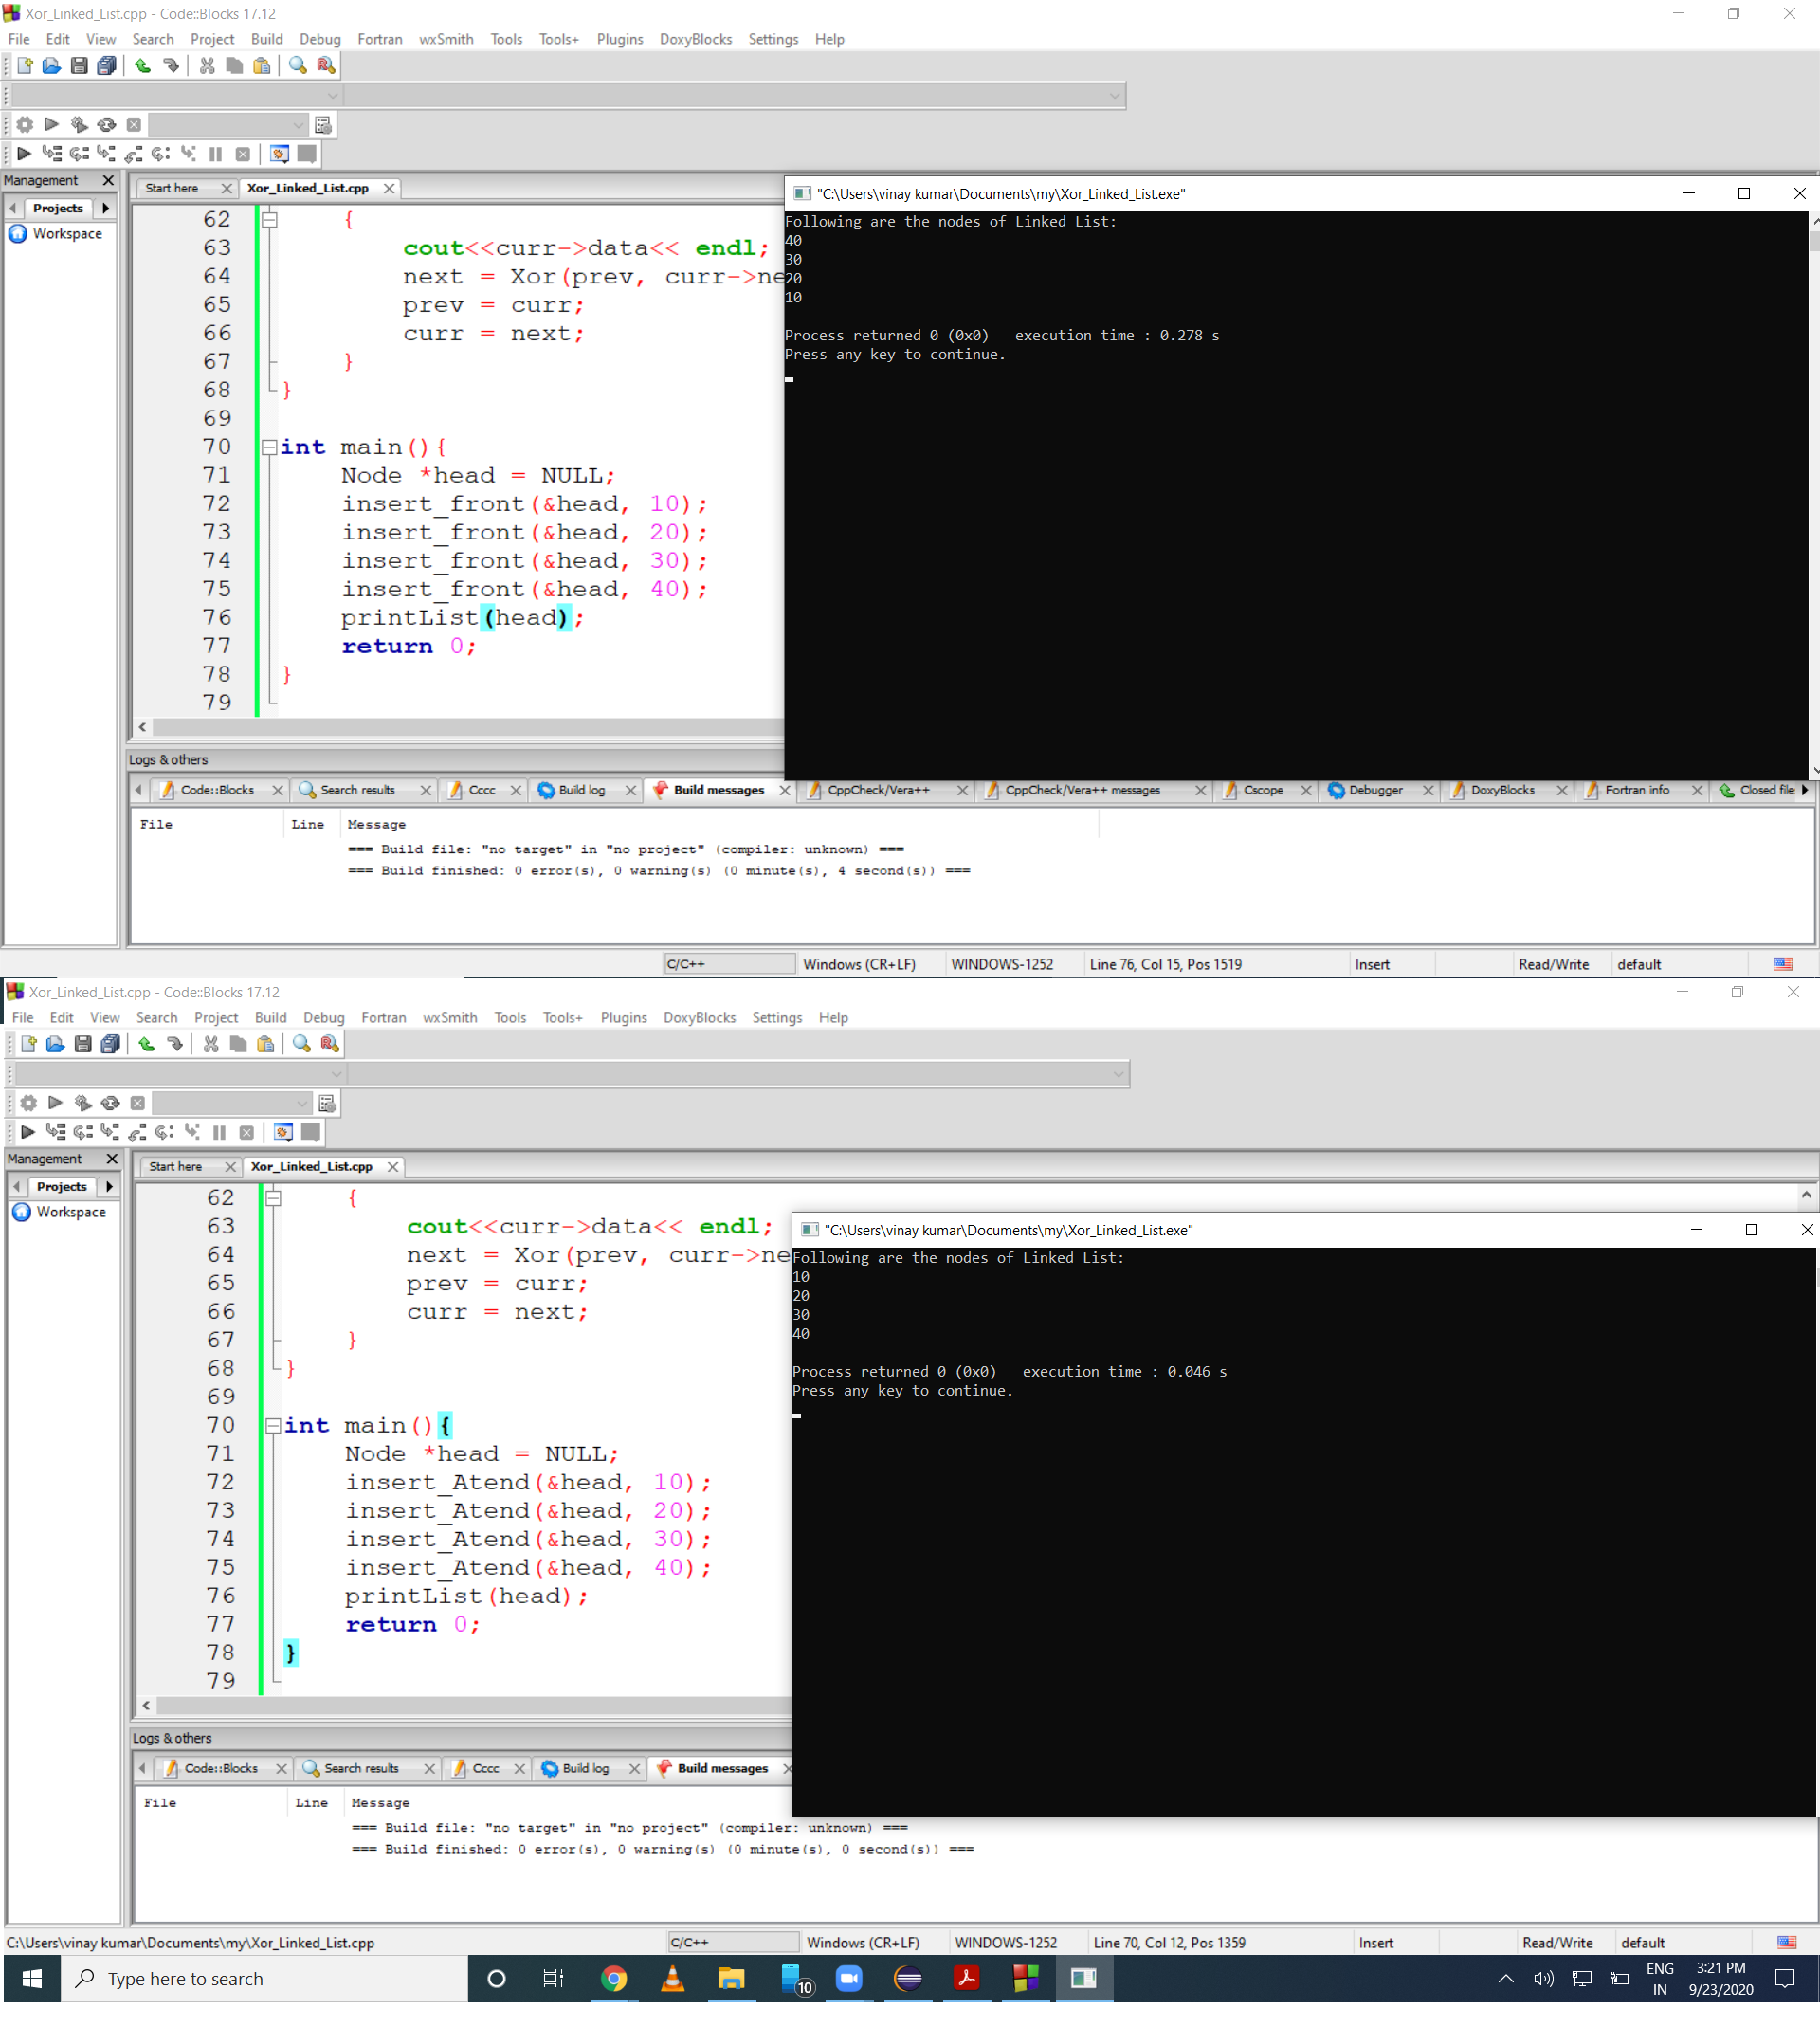 Xor_Linked_List.cpp - Code::Blocks 17.12
File Edit View Search Project Build Debug Fortran wxSmith Tools Tools+ Plugins DoxyBlocks Settings Help
Management
Projects
Workspace
Start here Xor_Linked_List.cpp
62 {
63 cout<<curr->data<< endl;
64 next = Xor(prev, curr->ne
65 prev = curr;
66 curr = next;
67 }
68 }
69
70 int main(){
71 Node *head = NULL;
72 insert_front(&head, 10);
73 insert_front(&head, 20);
74 insert_front(&head, 30);
75 insert_front(&head, 40);
76 printList(head);
77 return 0;
78 }
79
"C:\Users\vinay kumar\Documents\my\Xor_Linked_List.exe"
Following are the nodes of Linked List:
40
30
20
10
Process returned 0 (0x0) execution time : 0.278 s
Press any key to continue.
Logs & others
Code::Blocks Search results Cccc Build log Build messages CppCheck/Vera++ CppCheck/Vera++ messages Cscope Debugger DoxyBlocks Fortran info Closed file
File Line Message
=== Build file: "no target" in "no project" (compiler: unknown) ===
=== Build finished: 0 error(s), 0 warning(s) (0 minute(s), 4 second(s)) ===
C/C++ Windows (CR+LF) WINDOWS-1252 Line 76, Col 15, Pos 1519 Insert Read/Write default
Xor_Linked_List.cpp - Code::Blocks 17.12
File Edit View Search Project Build Debug Fortran wxSmith Tools Tools+ Plugins DoxyBlocks Settings Help
Management
Projects
Workspace
Start here Xor_Linked_List.cpp
62 {
63 cout<<curr->data<< endl;
64 next = Xor(prev, curr->ne
65 prev = curr;
66 curr = next;
67 }
68 }
69
70 int main(){
71 Node *head = NULL;
72 insert_Atend(&head, 10);
73 insert_Atend(&head, 20);
74 insert_Atend(&head, 30);
75 insert_Atend(&head, 40);
76 printList(head);
77 return 0;
78 }
79
"C:\Users\vinay kumar\Documents\my\Xor_Linked_List.exe"
Following are the nodes of Linked List:
10
20
30
40
Process returned 0 (0x0) execution time : 0.046 s
Press any key to continue.
Logs & others
Code::Blocks Search results Cccc Build log Build messages
File Line Message
=== Build file: "no target" in "no project" (compiler: unknown) ===
=== Build finished: 0 error(s), 0 warning(s) (0 minute(s), 0 second(s)) ===
C:\Users\vinay kumar\Documents\my\Xor_Linked_List.cpp C/C++ Windows (CR+LF) WINDOWS-1252 Line 70, Col 12, Pos 1359 Insert Read/Write default
Type here to search 10 ENG 3:21 PM
IN 9/23/2020